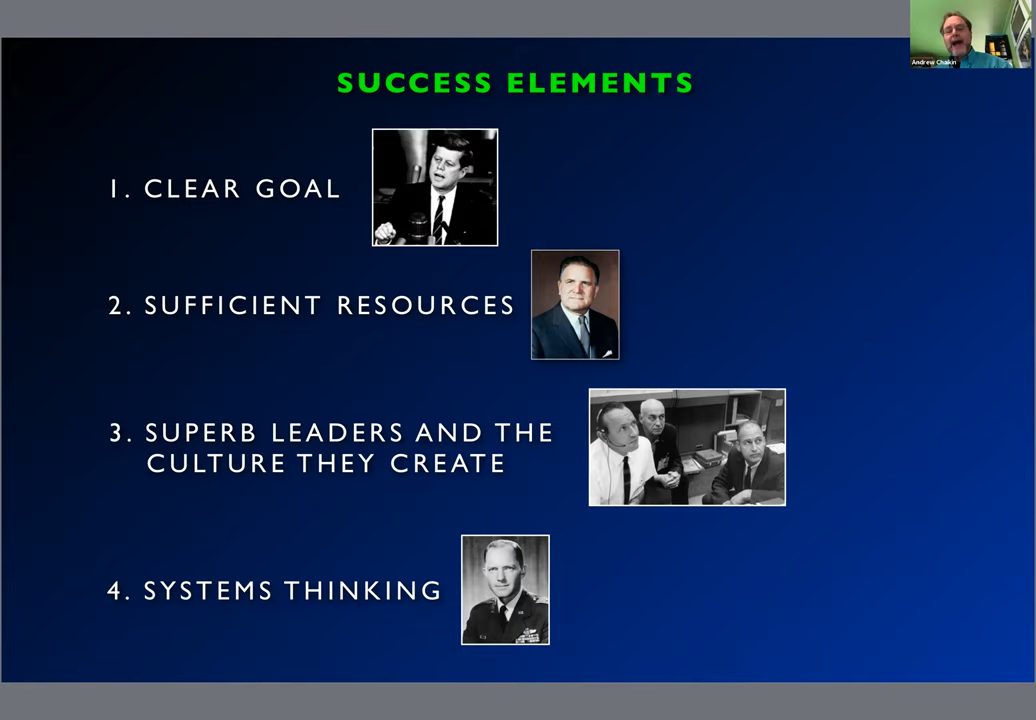 Andrew Chaikin
SUCCESS ELEMENTS
1. CLEAR GOAL
2. SUFFICIENT RESOURCES
3. SUPERB LEADERS AND THE
CULTURE THEY CREATE
4. SYSTEMS THINKING